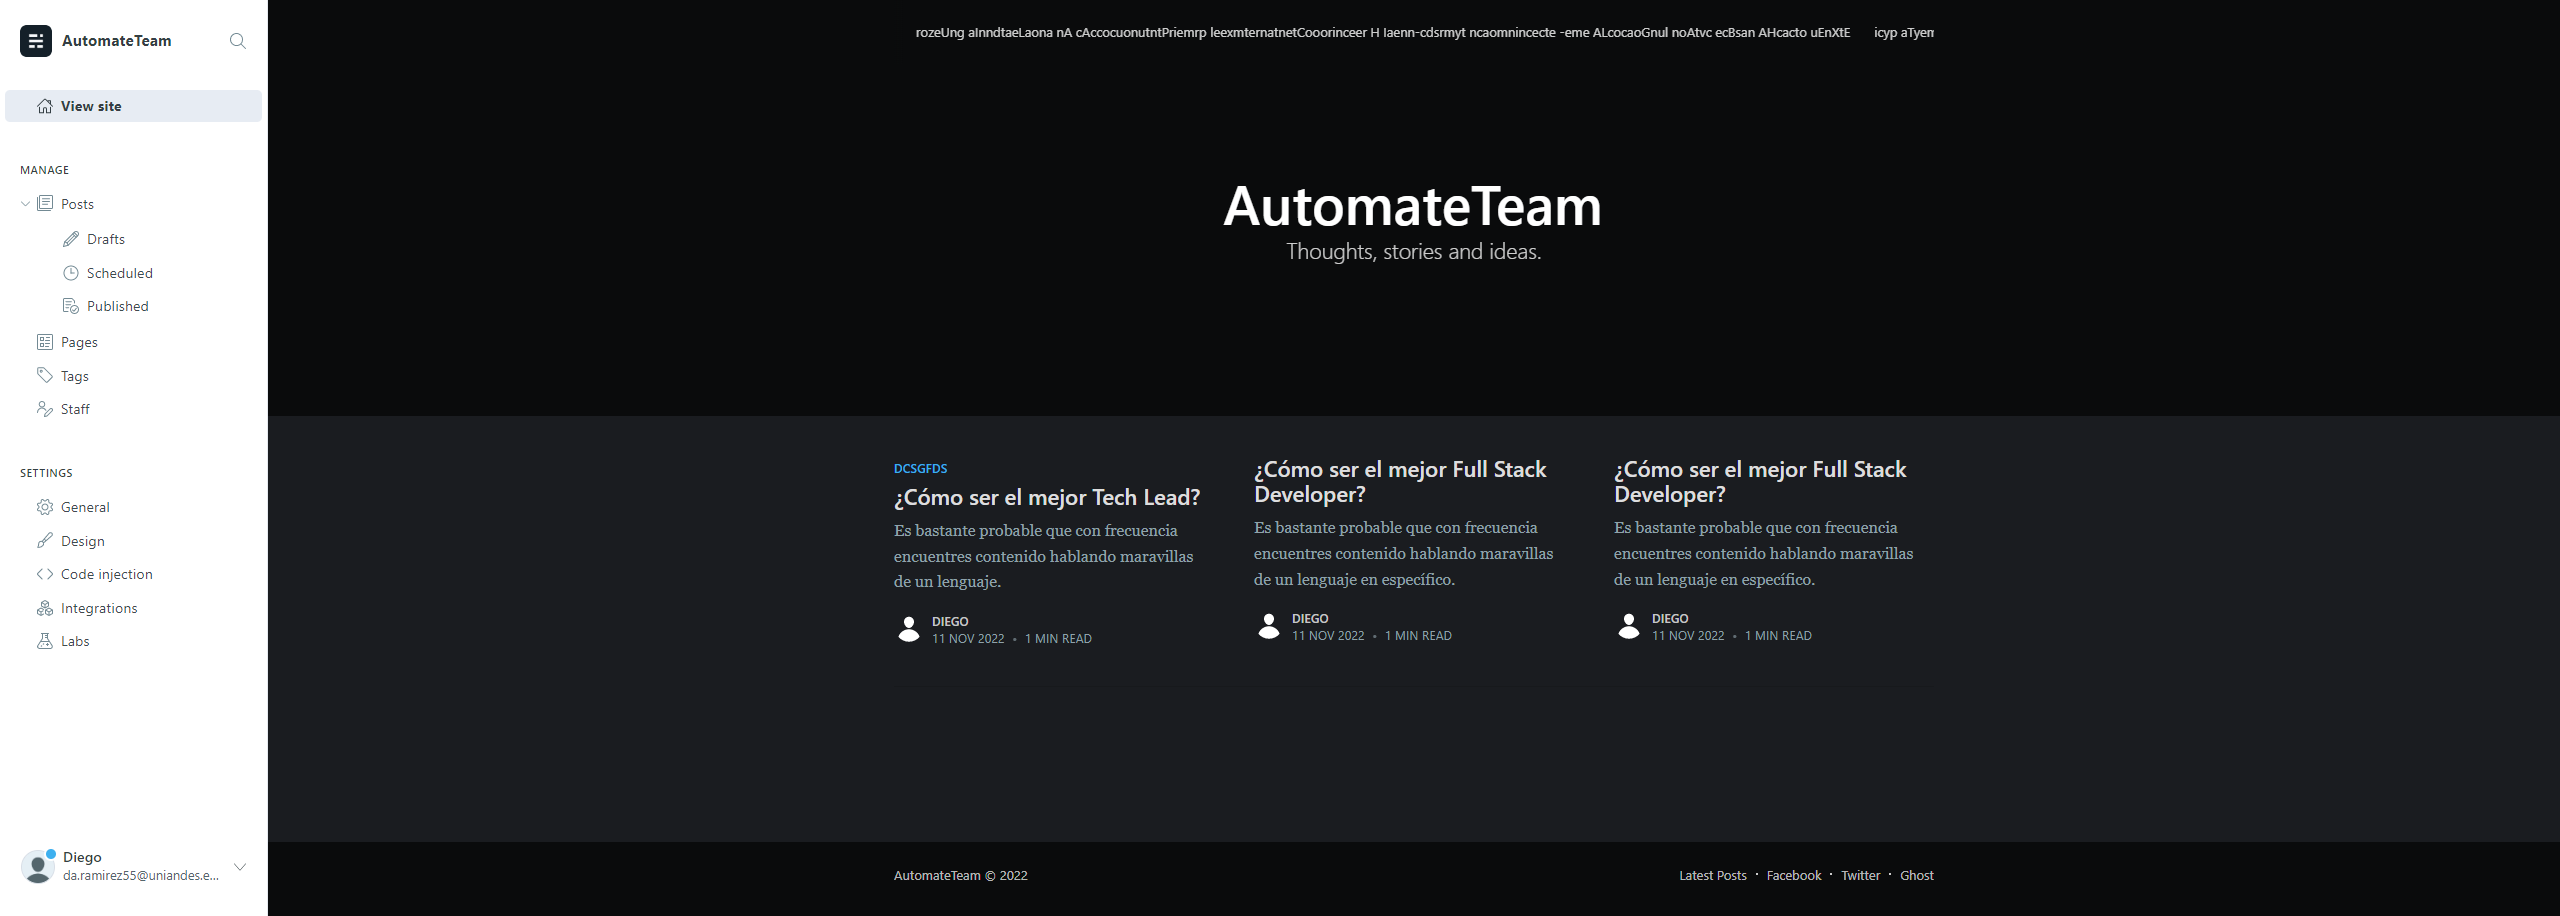 AutomateTeam
View site
MANAGE
Posts
Drafts
Scheduled
Published
Pages
Tags
Staff
SETTINGS
General
Design
Code injection
Integrations
Labs
Diego
da.ramirez55@uniandes.e...
rozeUng aInndtaeLaona nA cAccocuonutntPriemrp leexmternatnetCooorinceer H Iaenn-cdsrmyt ncaomnincecte -eme ALcocaoGnul noAtvc ecBsan AHcacto uEnXtE icyp aTyem
AutomateTeam
Thoughts, stories and ideas.
DCSGFDS
¿Cómo ser el mejor Tech Lead?
Es bastante probable que con frecuencia
encuentres contenido hablando maravillas
de un lenguaje.
DIEGO
11 NOV 2022 • 1 MIN READ
¿Cómo ser el mejor Full Stack
Developer?
Es bastante probable que con frecuencia
encuentres contenido hablando maravillas
de un lenguaje en específico.
DIEGO
11 NOV 2022 • 1 MIN READ
¿Cómo ser el mejor Full Stack
Developer?
Es bastante probable que con frecuencia
encuentres contenido hablando maravillas
de un lenguaje en específico.
DIEGO
11 NOV 2022 • 1 MIN READ
AutomateTeam © 2022
Latest Posts · Facebook · Twitter · Ghost